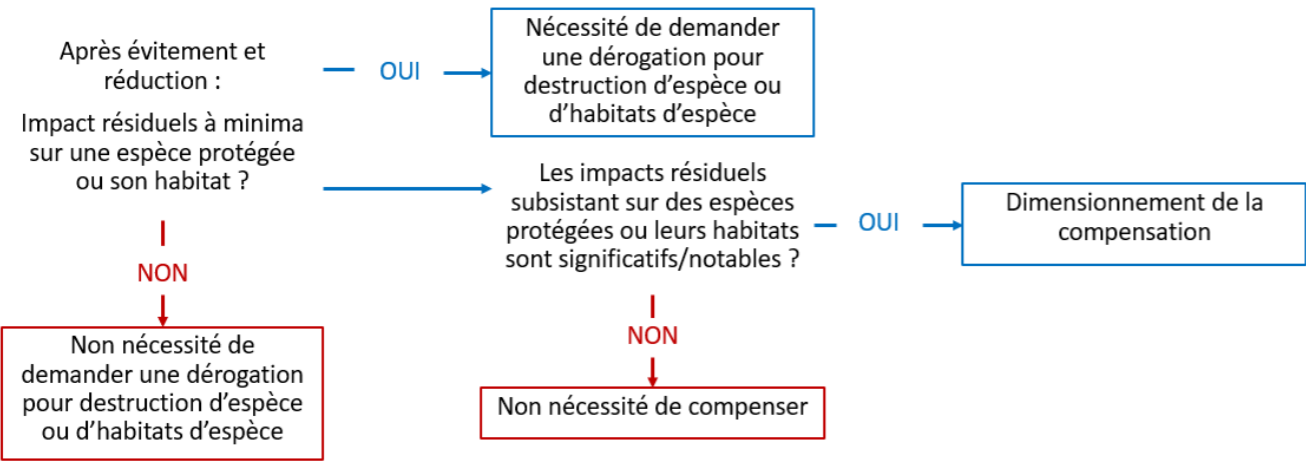 Après évitement et
réduction :
Impact résiduels à minima
sur une espèce protégée
ou son habitat ?
OUI
Nécessité de demander
une dérogation pour
destruction d'espèce ou
d'habitats d'espèce
Les impacts résiduels
subsistant sur des espèces
protégées ou leurs habitats
sont significatifs/notables ?
OUI
Dimensionnement de la
compensation
NON
Non nécessité de
demander une dérogation
pour destruction d'espèce
ou d'habitats d'espèce
NON
Non nécessité de compenser